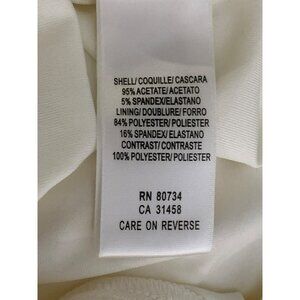 SHELL/ COQUILLE/ CASCARA
95% ACETATE/ ACETATO
5% SPANDEX/ ELASTANO
LINING/ DOUBLURE/ FORRO
84% POLYESTER/ POLIESTER
16% SPANDEX/ ELASTANO
CONTRAST/ CONTRASTE
100% POLYESTER/ POLIESTER
RN 80734
CA 31458
CARE ON REVERSE